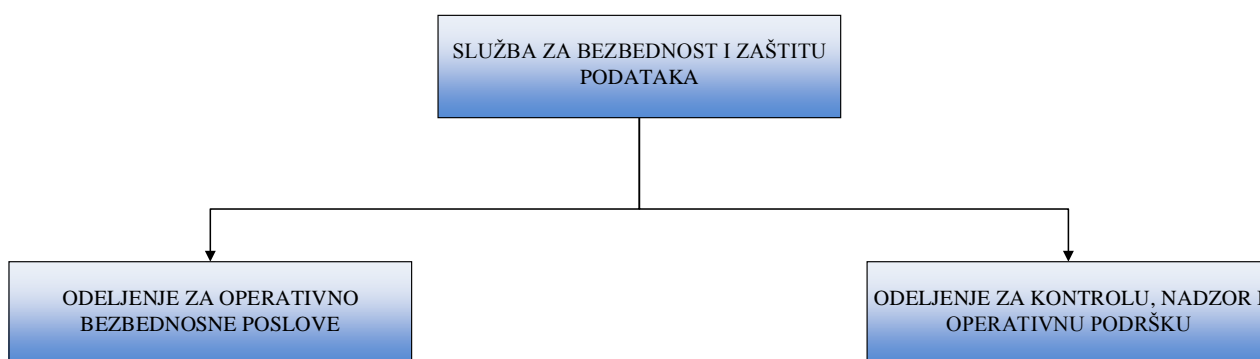 SLUŽBA ZA BEZBEDNOST I ZAŠTITU
PODATAKA
ODELJENJE ZA OPERATIVNO
BEZBEDNOSNE POSLOVE
ODELJENJE ZA KONTROLU, NADZOR I
OPERATIVNU PODRŠKU